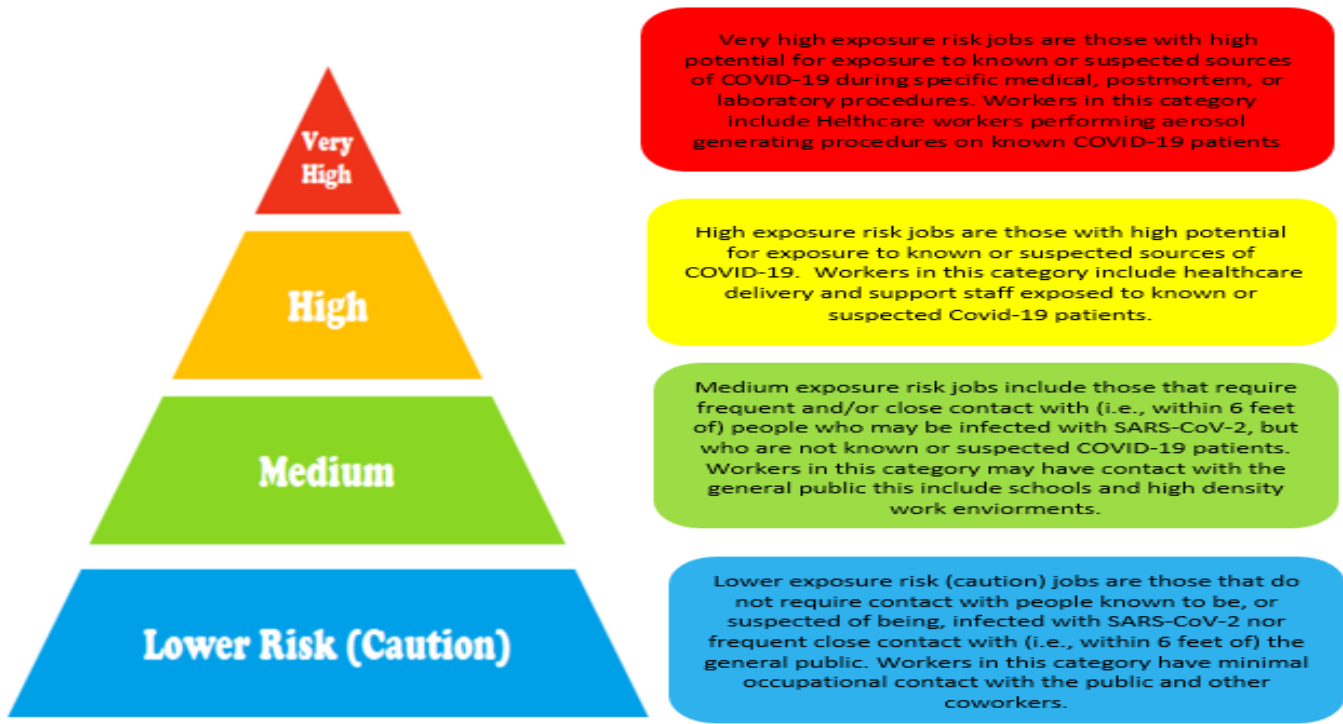 Very
High
Very high exposure risk jobs are those with high
potential for exposure to known or suspected sources
of COVID-19 during specific medical, postmortem, or
laboratory procedures. Workers in this category
include Helthcare workers performing aerosol
generating procedures on known COVID-19 patients
High
High exposure risk jobs are those with high potential
for exposure to known or suspected sources of
COVID-19. Workers in this category include healthcare
delivery and support staff exposed to known or
suspected Covid-19 patients.
Medium
Medium exposure risk jobs include those that require
frequent and/or close contact with (i.e., within 6 feet
of) people who may be infected with SARS-CoV-2, but
who are not known or suspected COVID-19 patients.
Workers in this category may have contact with the
general public this include schools and high density
work enviorments.
Lower Risk (Caution)
Lower exposure risk (caution) jobs are those that do
not require contact with people known to be, or
suspected of being, infected with SARS-CoV-2 nor
frequent close contact with (i.e., within 6 feet of) the
general public. Workers in this category have minimal
occupational contact with the public and other
coworkers.